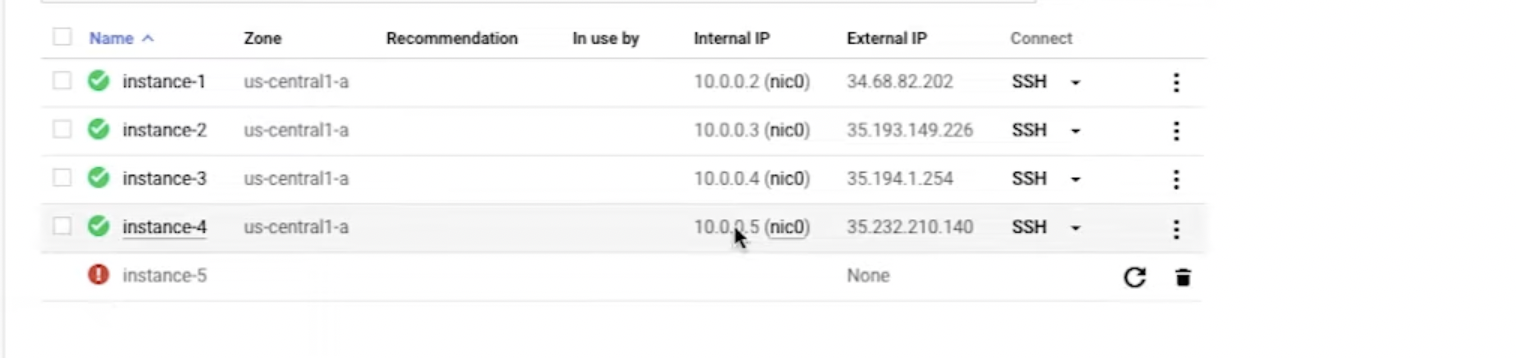 Name Zone Recommendation In use by Internal IP External IP Connect
instance-1 us-central1-a 10.0.0.2 (nic0) 34.68.82.202 SSH
instance-2 us-central1-a 10.0.0.3 (nic0) 35.193.149.226 SSH
instance-3 us-central1-a 10.0.0.4 (nic0) 35.194.1.254 SSH
instance-4 us-central1-a 10.0.0.5 (nic0) 35.232.210.140 SSH
instance-5 None